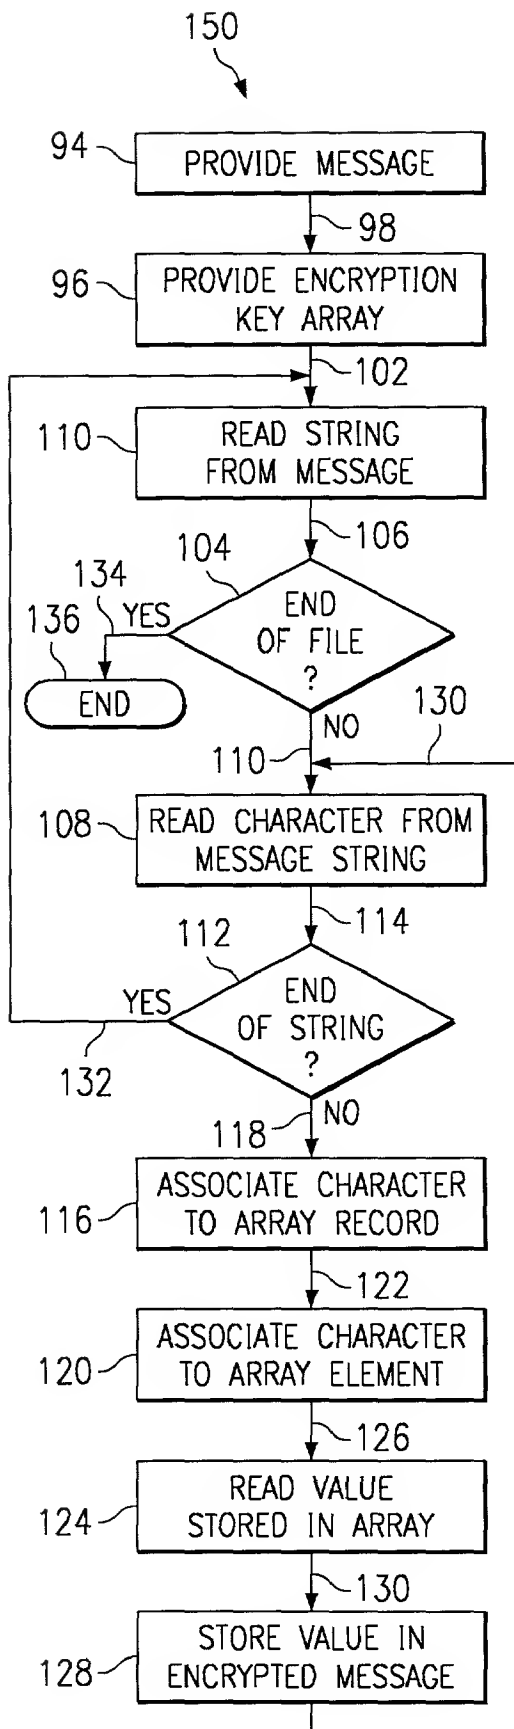 150
94
PROVIDE MESSAGE
98
96
PROVIDE ENCRYPTION
KEY ARRAY
102
110
READ STRING
FROM MESSAGE
106
104
134
YES
136
END
OF FILE
?
END
NO
130
110
108
READ CHARACTER FROM
MESSAGE STRING
114
112
YES
END
OF STRING
?
132
NO
118
116
ASSOCIATE CHARACTER
TO ARRAY RECORD
122
120
ASSOCIATE CHARACTER
TO ARRAY ELEMENT
126
124
READ VALUE
STORED IN ARRAY
130
128
STORE VALUE IN
ENCRYPTED MESSAGE